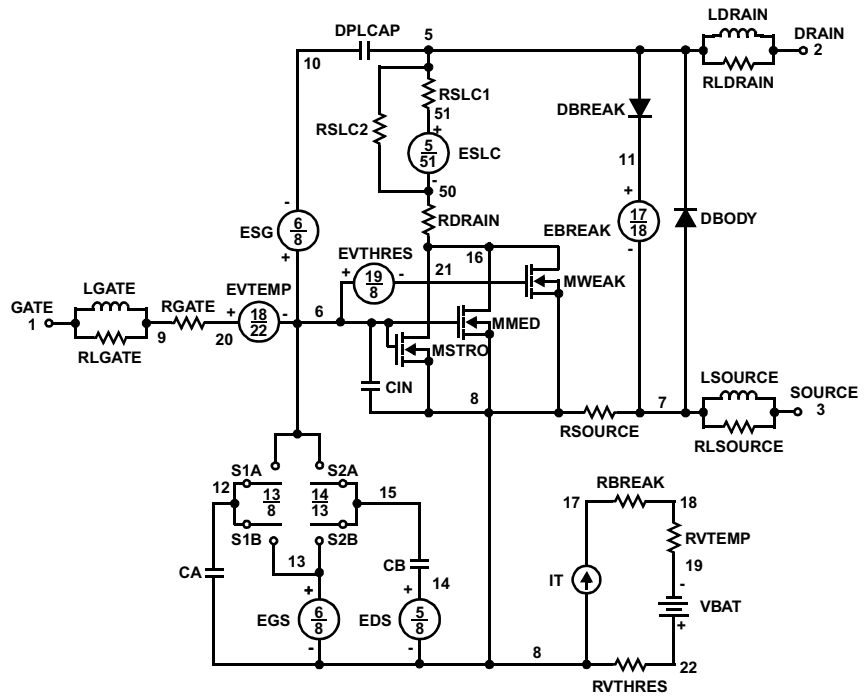 LDRAIN
DPLCAP 5 DRAIN
10 2
RLDRAIN
RSLC1
51
DBREAK
RSLC2
+
5
51
ESLC
-
11
50
-
+
RDRAIN
17
18
EBREAK
DBODY
6
8
ESG
EVTHRES
-
+
16
+ 19
8 - 21
MWEAK
LGATE
EVTEMP
GATE RGATE + 18
22 - 6
MMED
1
9 20
MSTRO
RLGATE
LSOURCE
CIN
8 7 SOURCE
3
RSOURCE
RLSOURCE
S1A S2A
12 13
8 14
13 15
RBREAK
17 18
S1B S2B
RVTEMP
13
CB
19
CA
14
IT
-
+ +
VBAT
EGS 6
8 EDS 5
8
+
- -
8
22
RVTHRES